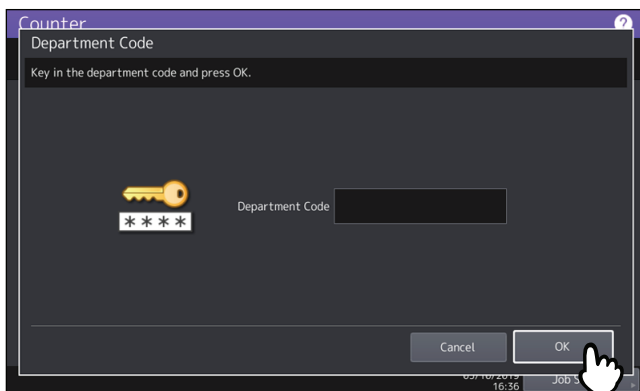 Counter
?
Department Code
Key in the department code and press OK.
Department Code
* * * *
Cancel
OK
16:36
Job S